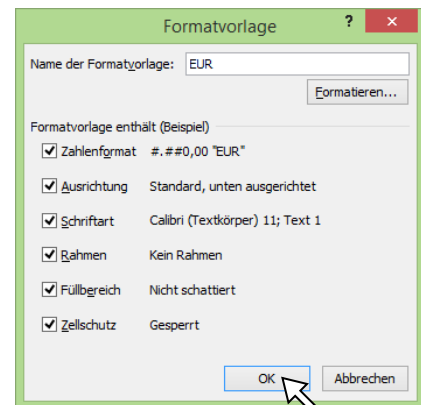 Formatvorlage ?
Name der Formatvorlage: EUR
Formatieren...
Formatvorlage enthält (Beispiel)
Zahlenformat #.##0,00 "EUR"
Ausrichtung Standard, unten ausgerichtet
Schriftart Calibri (Textkörper) 11; Text 1
Rahmen Kein Rahmen
Füllbereich Nicht schattiert
Zellschutz Gesperrt
OK Abbrechen